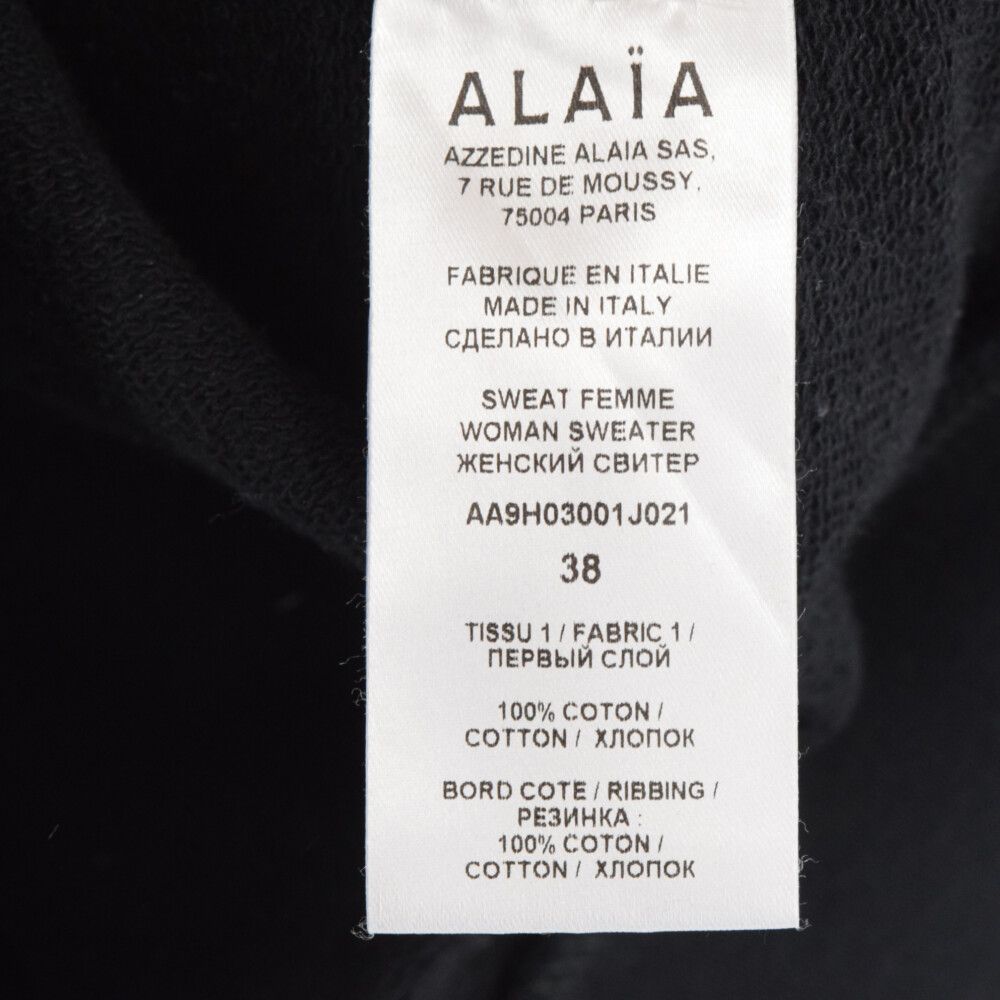 ALAÏA
AZZEDINE ALAIA SAS,
7 RUE DE MOUSSY,
75004 PARIS
FABRIQUE EN ITALIE
MADE IN ITALY
СДЕЛАНО В ИТАЛИИ
SWEAT FEMME
WOMAN SWEATER
ЖЕНСКИЙ СВИТЕР
AA9H03001J021
38
TISSU 1 / FABRIC 1 /
ПЕРВЫЙ СЛОЙ
100% COTON /
COTTON / ХЛОПОК
BORD COTE / RIBBING /
РЕЗИНКА :
100% COTON /
COTTON / ХЛОПОК